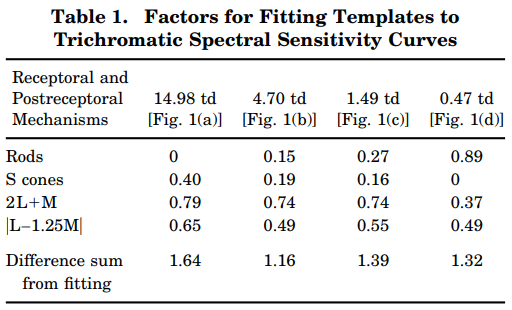 Table 1. Factors for Fitting Templates to
Trichromatic Spectral Sensitivity Curves
Receptoral and
Postreceptoral 14.98 td 4.70 td 1.49 td 0.47 td
Mechanisms [Fig. 1(a)] [Fig. 1(b)] [Fig. 1(c)] [Fig. 1(d)]
Rods 0 0.15 0.27 0.89
S cones 0.40 0.19 0.16 0
2L+M 0.79 0.74 0.74 0.37
|L−1.25M| 0.65 0.49 0.55 0.49
Difference sum 1.64 1.16 1.39 1.32
from fitting